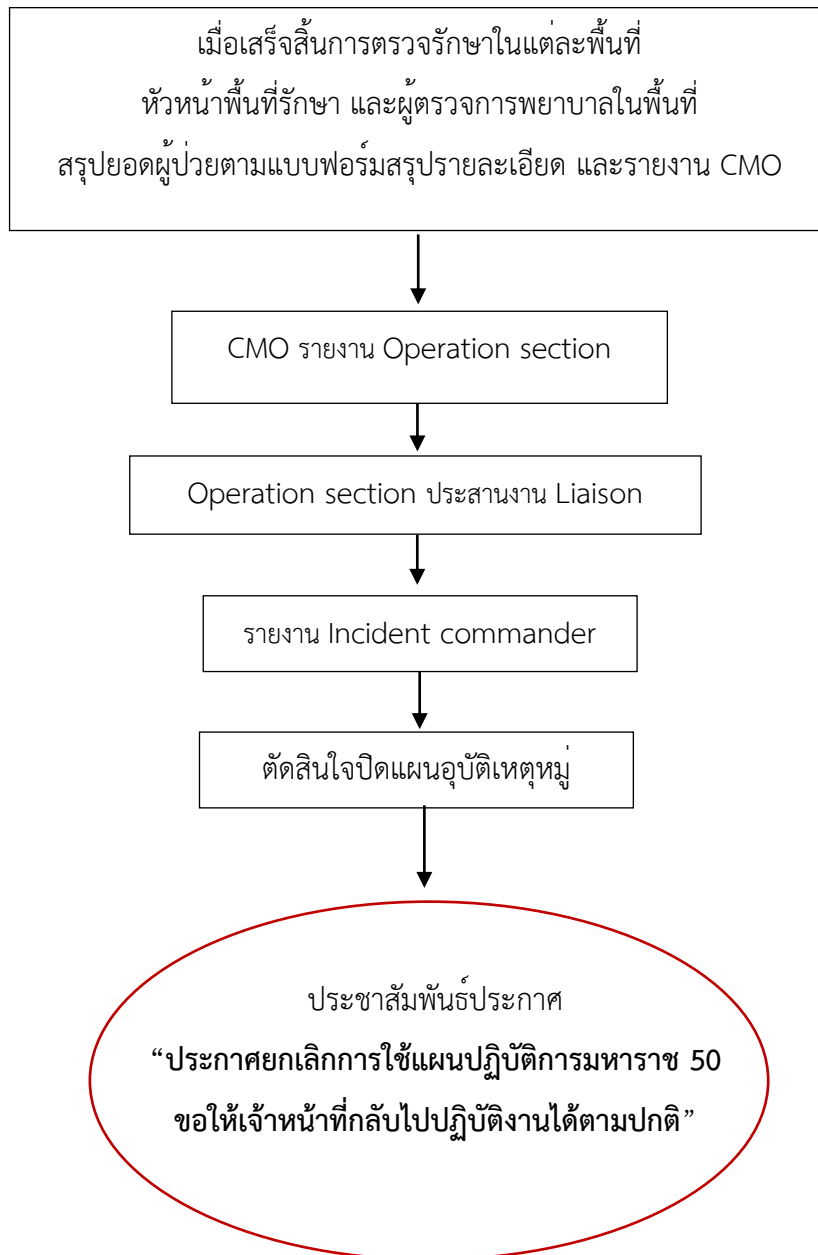 เมื่อเสร็จสิ้นการตรวจรักษาในแต่ละพื้นที่
หัวหน้าพื้นที่รักษา และผู้ตรวจการพยาบาลในพื้นที่
สรุปยอดผู้ป่วยตามแบบฟอร์มสรุปรายละเอียด และรายงาน CMO
CMO รายงาน Operation section
Operation section ประสานงาน Liaison
รายงาน Incident commander
ตัดสินใจปิดแผนอุบัติเหตุหมู่
ประชาสัมพันธ์ประกาศ
“ประกาศยกเลิกการใช้แผนปฏิบัติการมหาราช 50
ขอให้เจ้าหน้าที่กลับไปปฏิบัติงานได้ตามปกติ”